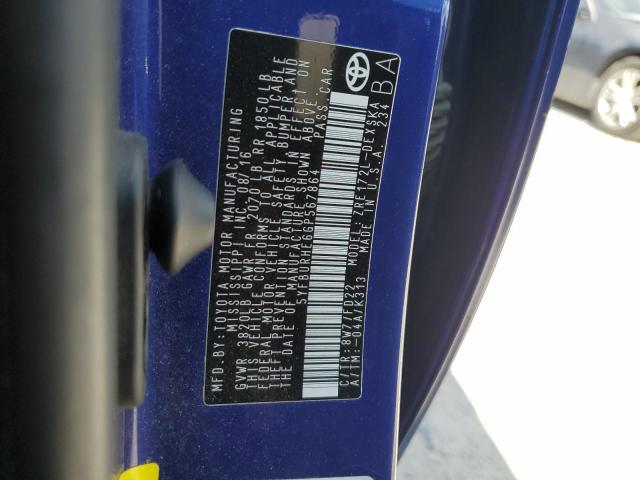 MFD.BY: TOYOTA MOTOR MANUFACTURING
MISSISSIPPI INC. 08/16
GVWR 3820LB GAWR FR 2070 LB, RR 1850 LB
THIS VEHICLE CONFORMS TO ALL APPLICABLE
FEDERAL MOTOR VEHICLE SAFETY, BUMPER, AND
THEFT PREVENTION STANDARDS IN EFFECT ON
THE DATE OF MANUFACTURE SHOWN ABOVE.
5YFBURHE6GP567864 PASS.CAR
C/TR: 8W7/FD22 MODEL: ZRE172L-DEXSKA
A/TM: -04A/K313 MADE IN U.S.A. 234
BA